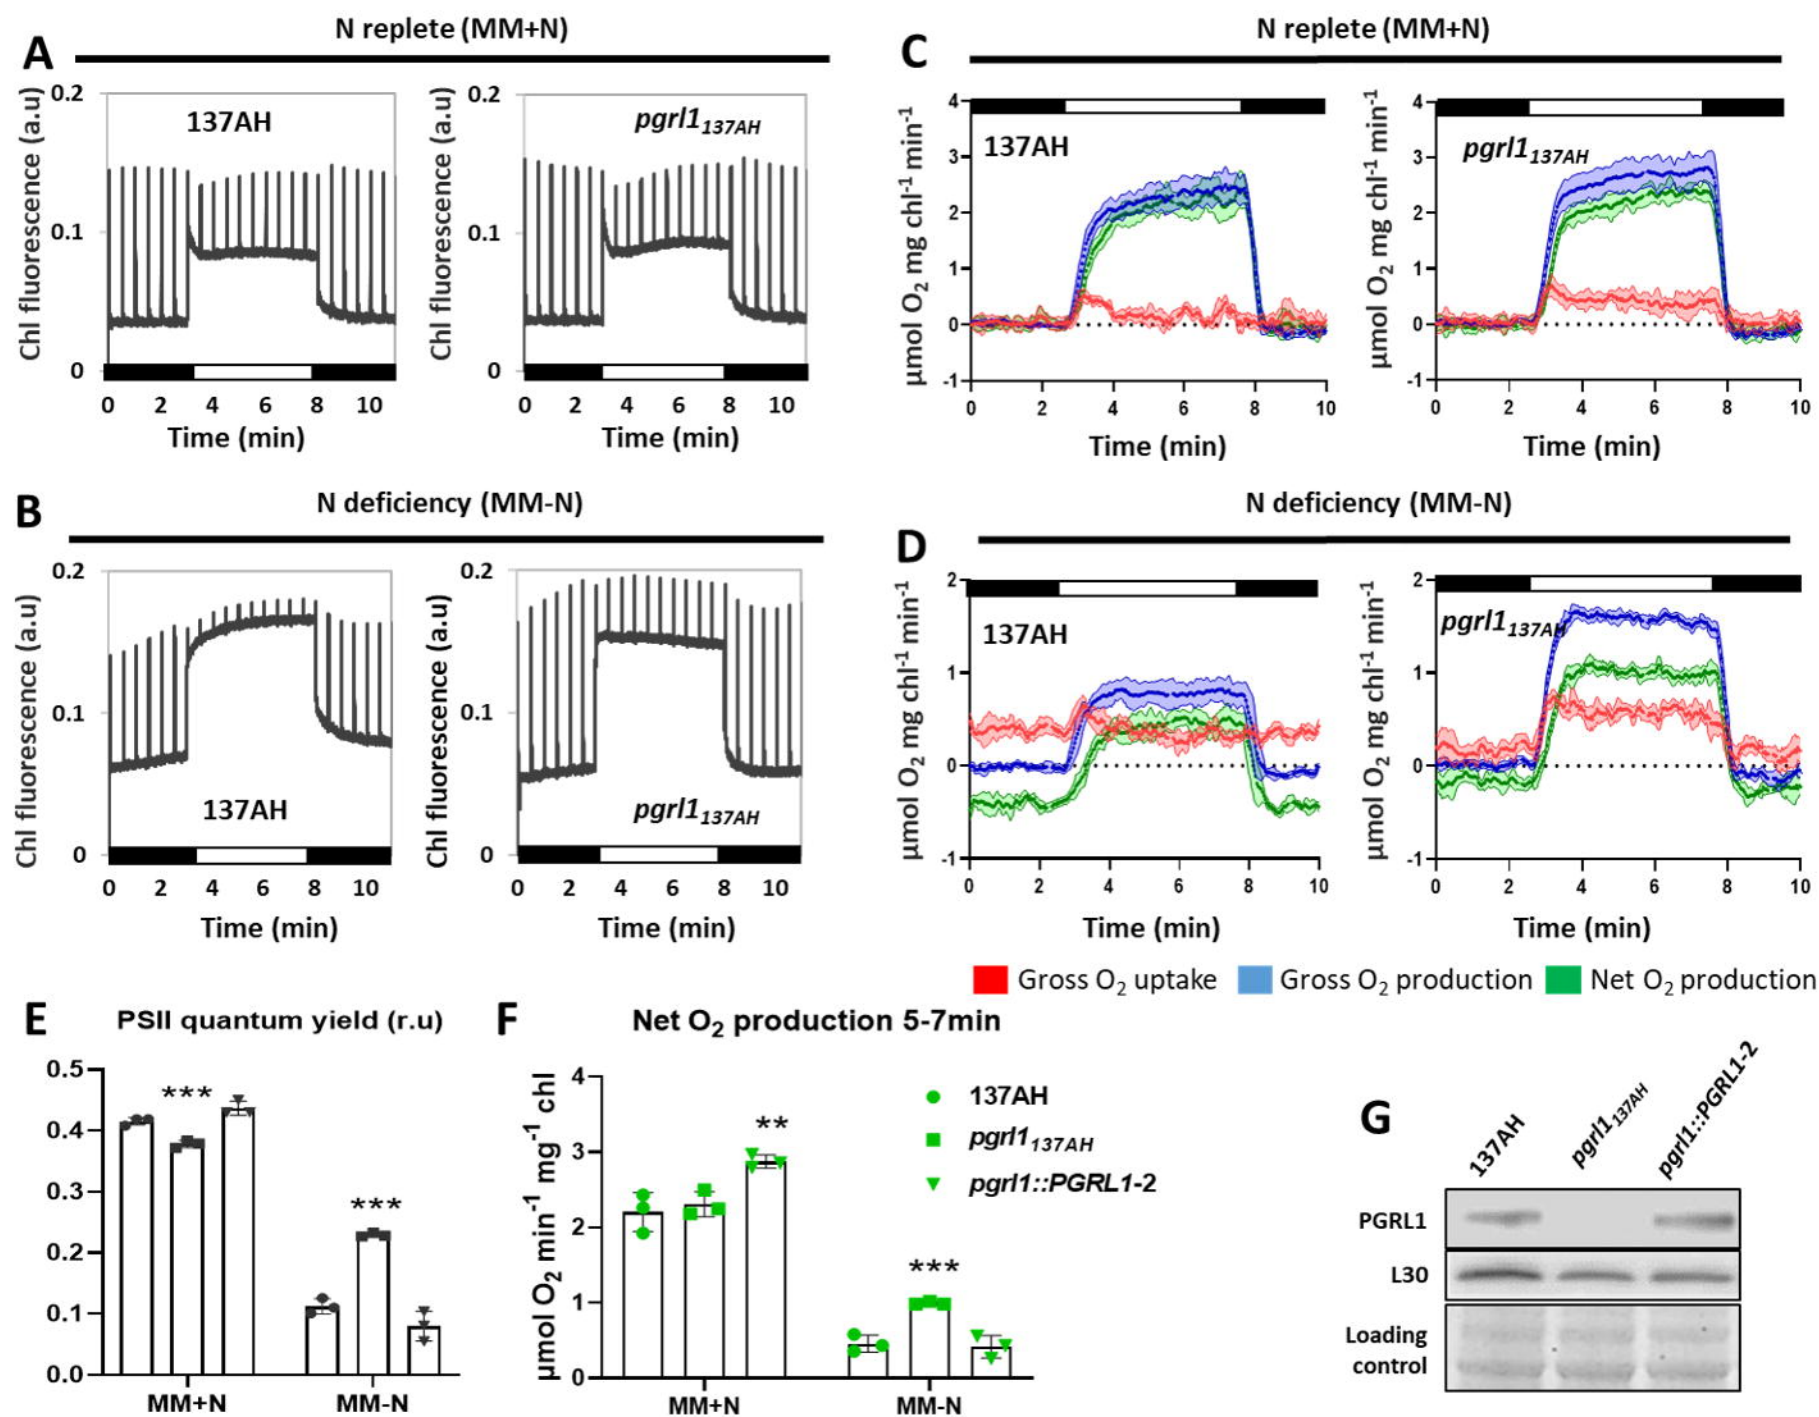 A
N replete (MM+N)
Chl fluorescence (a.u)
0.2
0.1
0
137AH
0 2 4 6 8 10
Time (min)
Chl fluorescence (a.u)
0.2
0.1
0
pgrl1137AH
0 2 4 6 8 10
Time (min)
C
N replete (MM+N)
µmol O2 mg chl-1 min-1
4
3
2
1
0
-1
137AH
0 2 4 6 8 10
Time (min)
µmol O2 mg chl-1 min-1
4
3
2
1
0
-1
pgrl1137AH
0 2 4 6 8 10
Time (min)
B
N deficiency (MM-N)
Chl fluorescence (a.u)
0.2
0.1
0
137AH
0 2 4 6 8 10
Time (min)
Chl fluorescence (a.u)
0.2
0.1
0
pgrl1137AH
0 2 4 6 8 10
Time (min)
D
N deficiency (MM-N)
µmol O2 mg chl-1 min-1
2
1
0
-1
137AH
0 2 4 6 8 10
Time (min)
µmol O2 mg chl-1 min-1
2
1
0
-1
pgrl1137AH
0 2 4 6 8 10
Time (min)
Gross O2 uptake Gross O2 production Net O2 production
E
PSII quantum yield (r.u)
0.5
0.4
0.3
0.2
0.1
0.0
***
***
MM+N MM-N
F
Net O2 production 5-7min
µmol O2 min-1 mg-1 chl
4
3
2
1
0
**
***
137AH
pgrl1137AH
pgrl1::PGRL1-2
MM+N MM-N
G
137AH
pgrl1137AH
pgrl1::PGRL1-2
PGRL1
L30
Loading
control